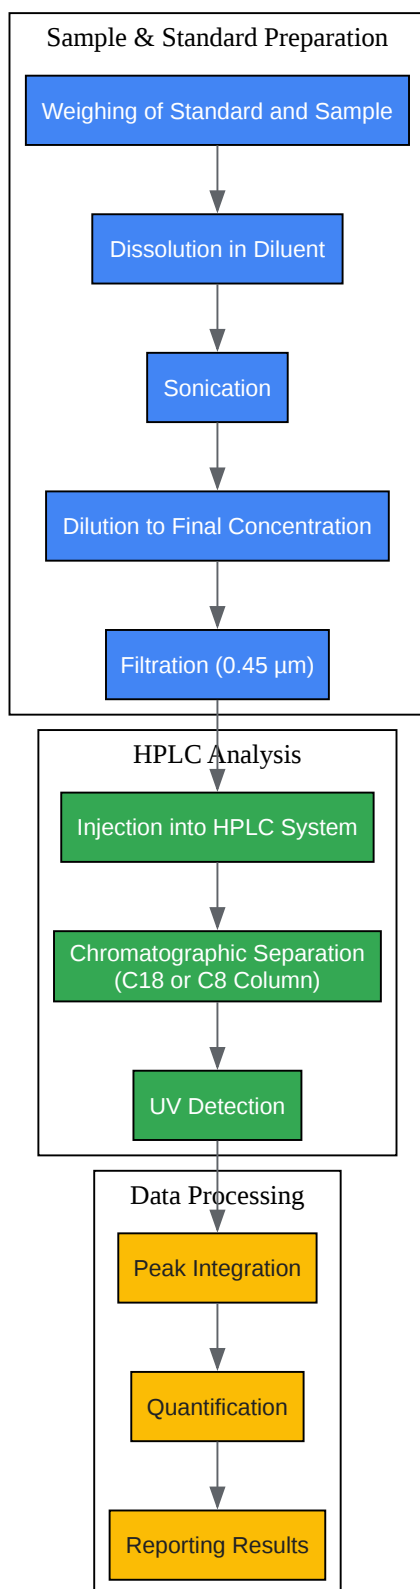 Sample & Standard Preparation
Weighing of Standard and Sample
Dissolution in Diluent
Sonication
Dilution to Final Concentration
Filtration (0.45 µm)
HPLC Analysis
Injection into HPLC System
Chromatographic Separation
(C18 or C8 Column)
UV Detection
Data Processing
Peak Integration
Quantification
Reporting Results